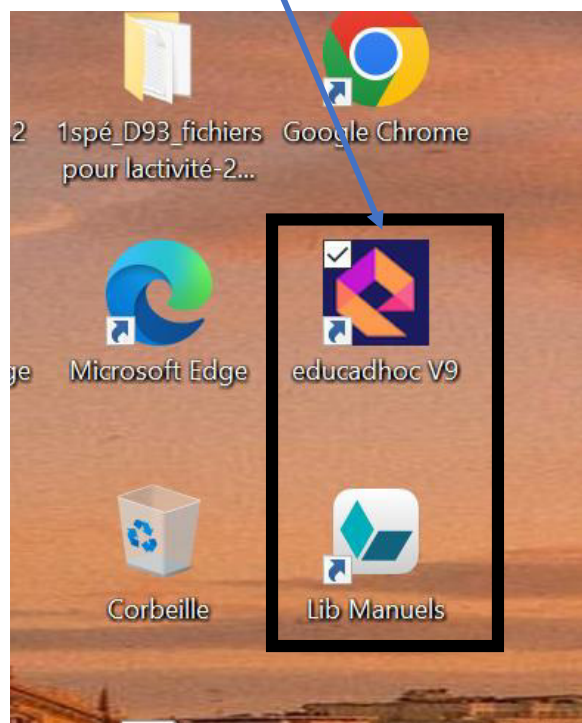 2
1spé_D93_fichiers
pour lactivité-2...
Google Chrome
ge
Microsoft Edge
educadhoc V9
Corbeille
Lib Manuels